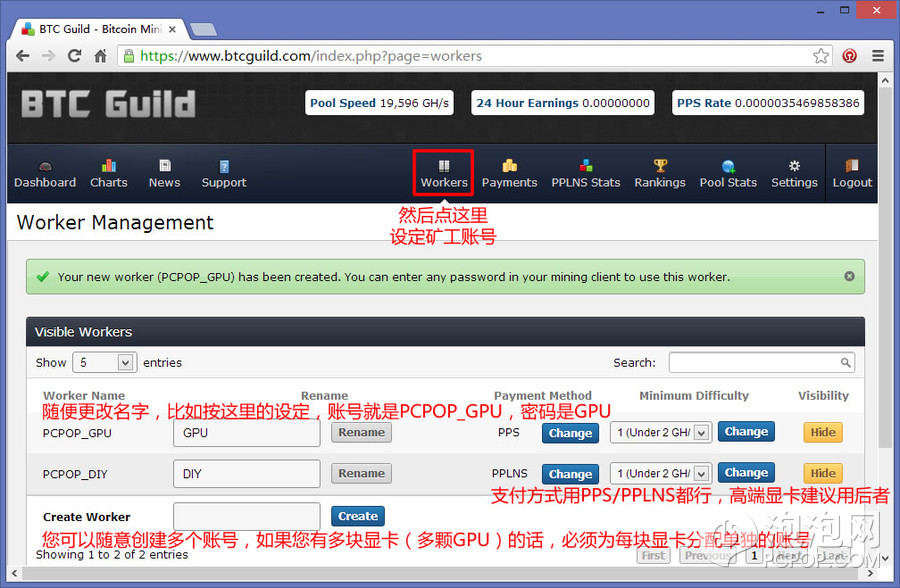 BTC Guild - Bitcoin Mini
https://www.btcguild.com/index.php?page=workers
BTC Guild
Pool Speed 19,596 GH/s
24 Hour Earnings 0.00000000
PPS Rate 0.0000035469858386
Dashboard Charts News Support Workers Payments PPLNS Stats Rankings Pool Stats Settings Logout
然后点这里
设定矿工账号
Worker Management
Your new worker (PCPOP_GPU) has been created. You can enter any password in your mining client to use this worker.
Visible Workers
Show 5 entries Search:
Worker Name Rename Payment Method Minimum Difficulty Visibility
随便更改名字，比如按这里的设定，账号就是PCPOP_GPU，密码是GPU
PCPOP_GPU GPU Rename PPS Change 1 (Under 2 GH/ Change Hide
PCPOP_DIY DIY Rename PPLNS Change 1 (Under 2 GH/ Change Hide
支付方式用PPS/PPLNS都行，高端显卡建议用后者
Create Worker Create
您可以随意创建多个账号，如果您有多块显卡（多颗GPU）的话，必须为每块显卡分配单独的账号
Showing 1 to 2 of 2 entries First Previous 1 Next Last
泡泡网
PCPOP.COM